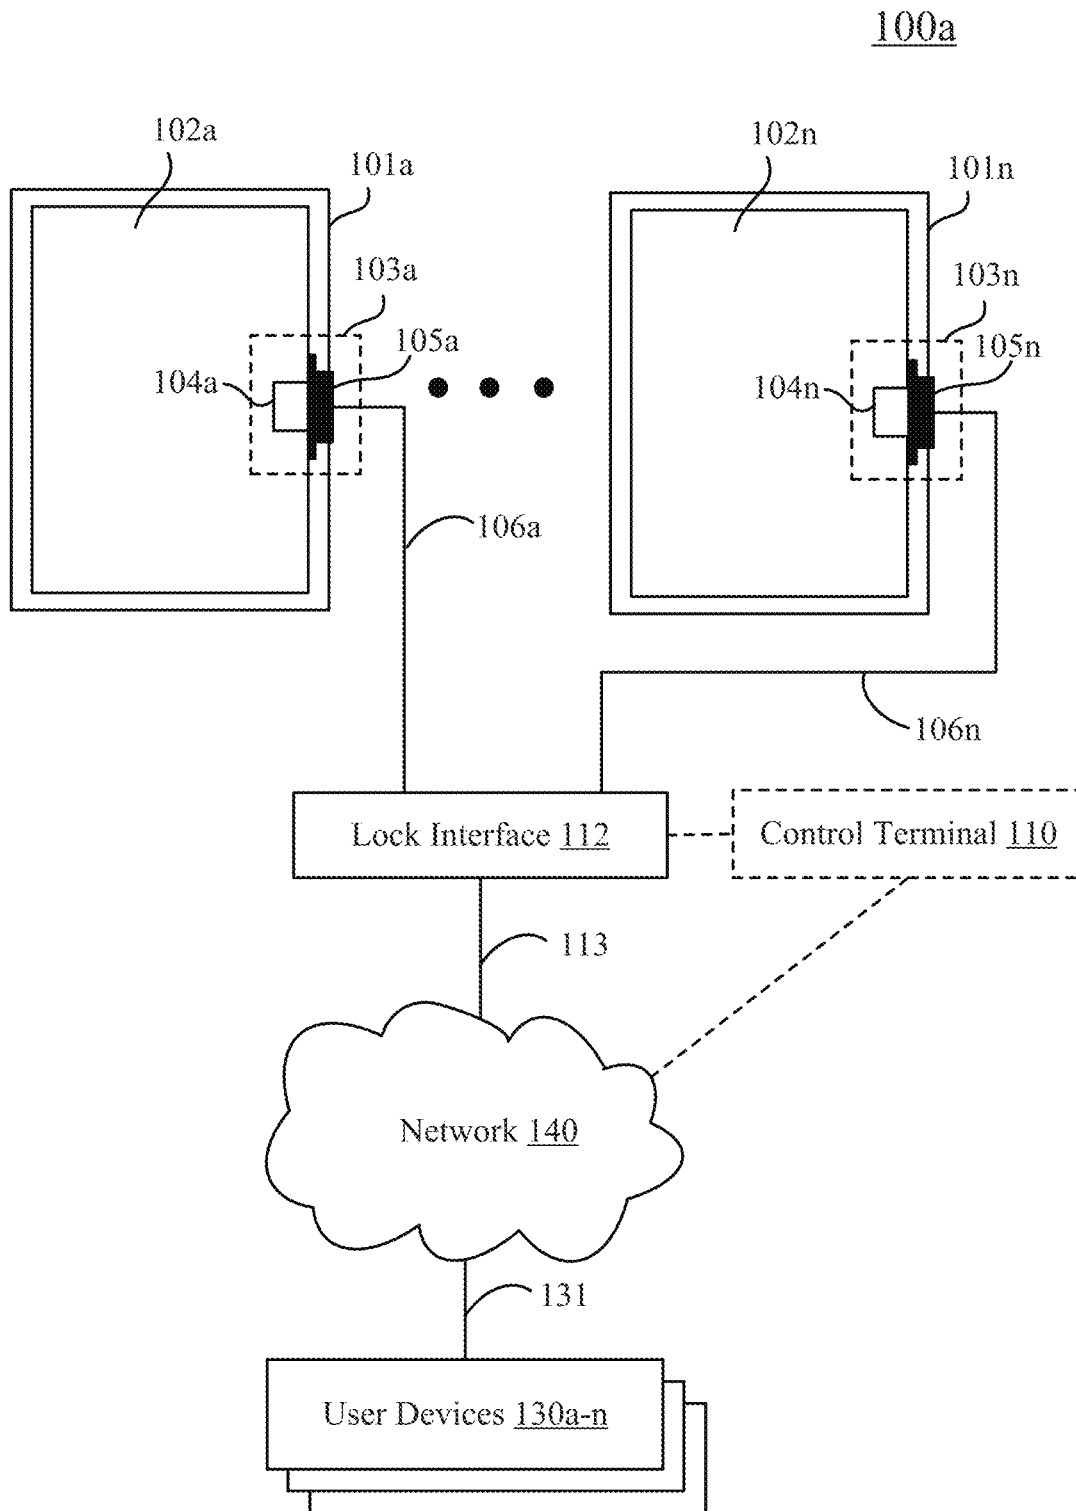 100a
102a
101a
102n
101n
103a
103n
105a
105n
104a
104n
106a
106n
Lock Interface 112
Control Terminal 110
113
Network 140
131
User Devices 130a-n